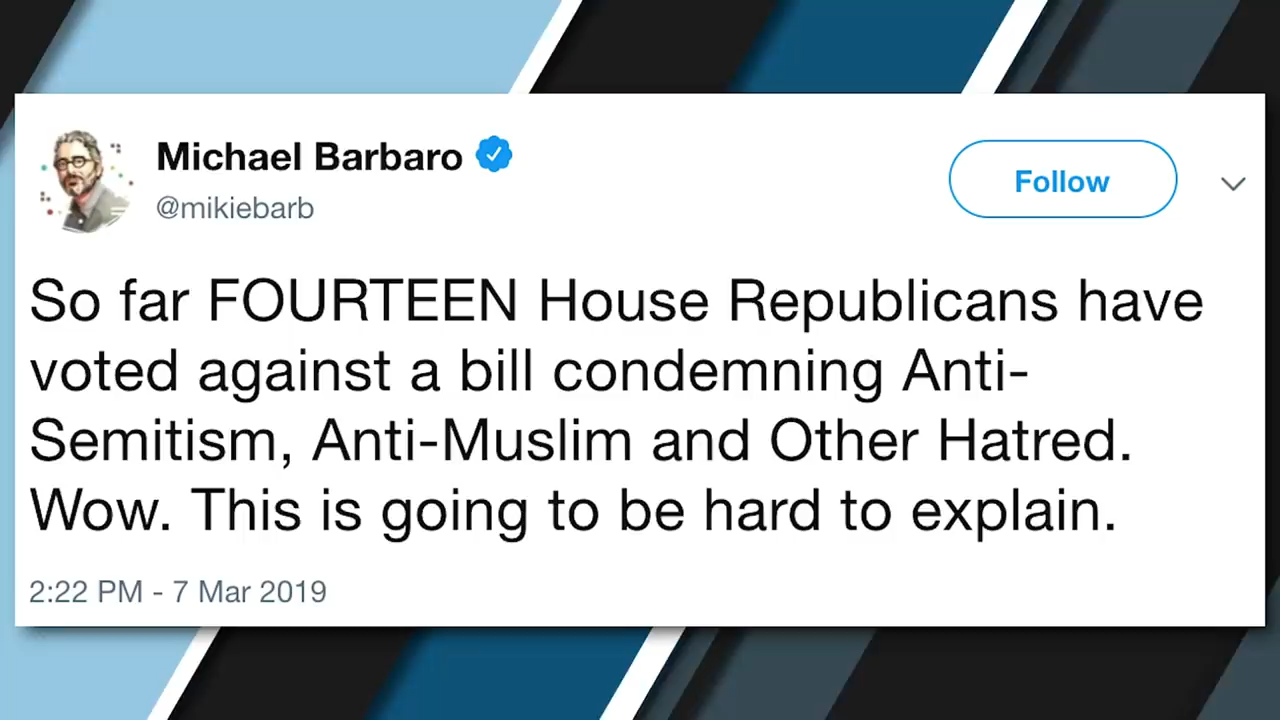 Michael Barbaro
@mikiebarb
Follow
So far FOURTEEN House Republicans have
voted against a bill condemning Anti-
Semitism, Anti-Muslim and Other Hatred.
Wow. This is going to be hard to explain.
2:22 PM - 7 Mar 2019